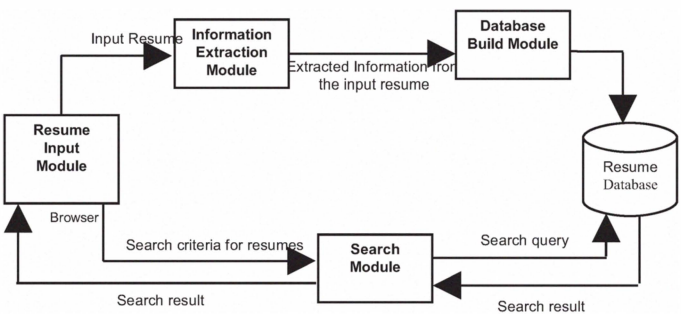 Input Resume
Information
Extraction
Module
Extracted Information from
the input resume
Database
Build Module
Resume
Input
Module
Resume
Database
Browser
Search criteria for resumes
Search
Module
Search query
Search result
Search result